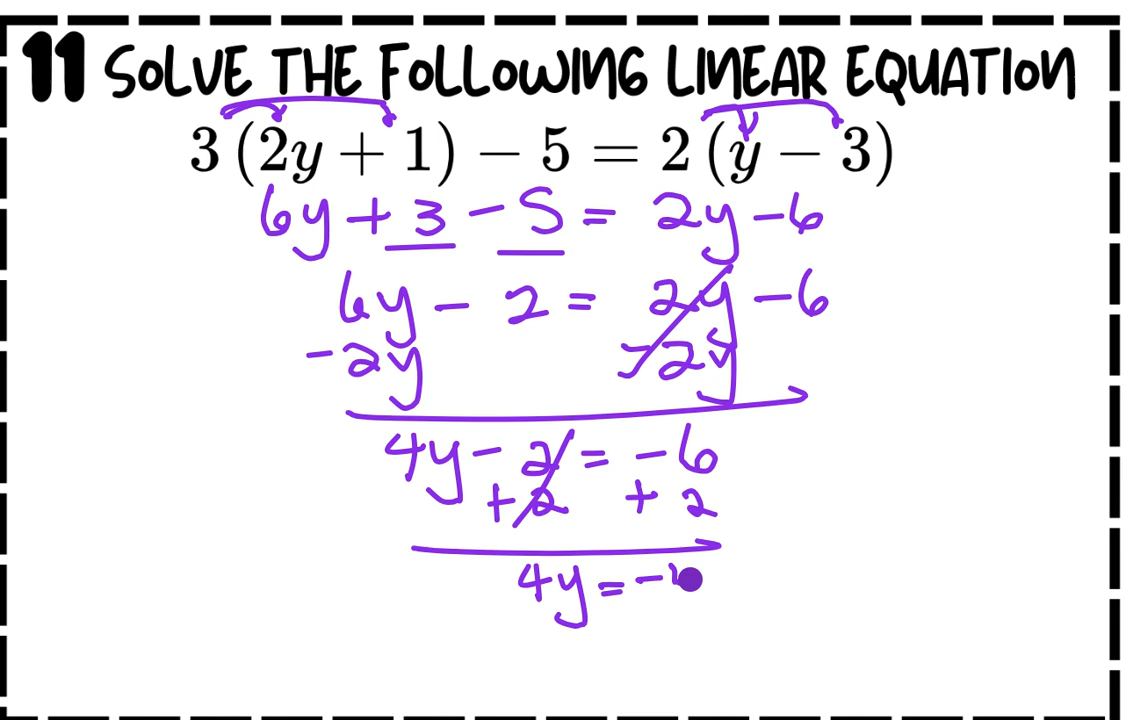 11 SOLVE THE FOLLOWING LINEAR EQUATION
3(2y + 1) − 5 = 2(y − 3)
6y + 3 − 5 = 2y − 6
6y − 2 = 2y − 6
−2y −2y
4y − 2 = −6
+2 +2
4y = −